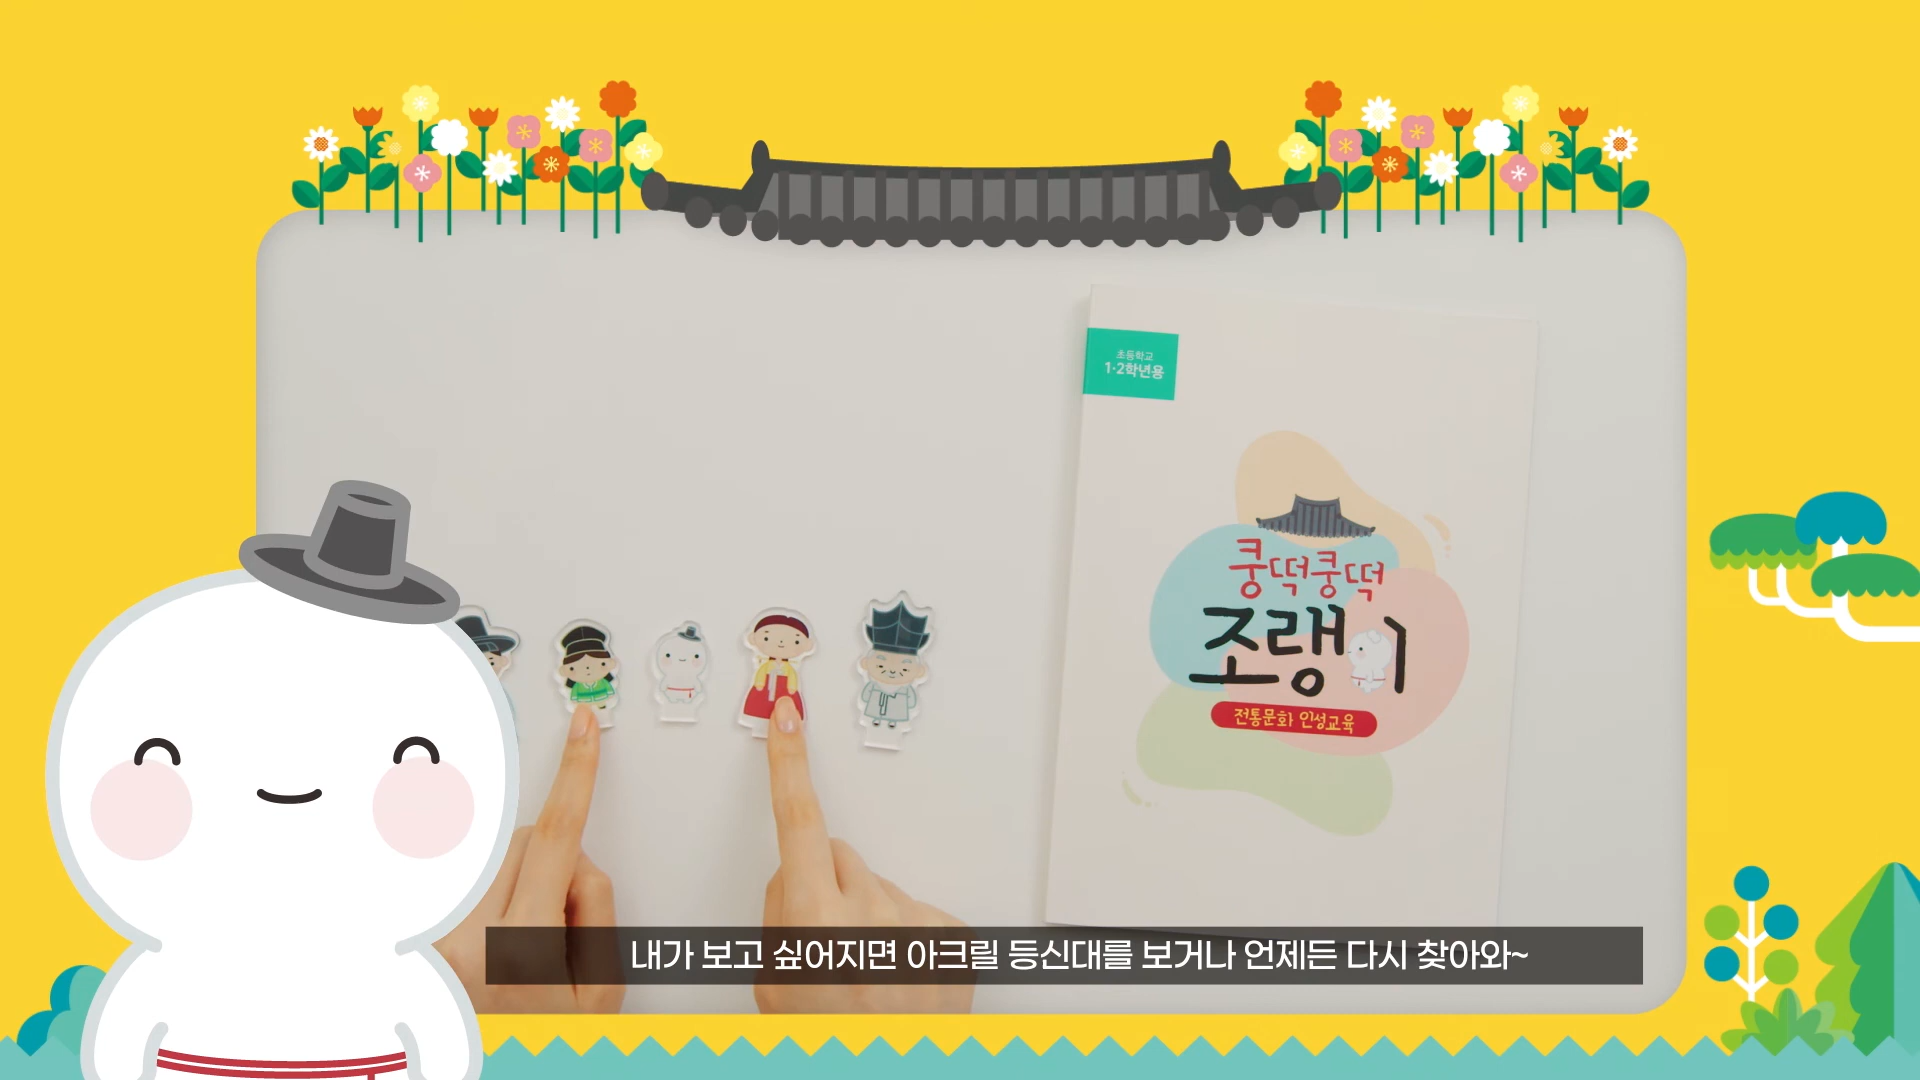 초등학교
1·2학년용
쿵떡쿵떡
조랭이
전통문화 인성교육
내가 보고 싶어지면 아크릴 등신대를 보거나 언제든 다시 찾아와~